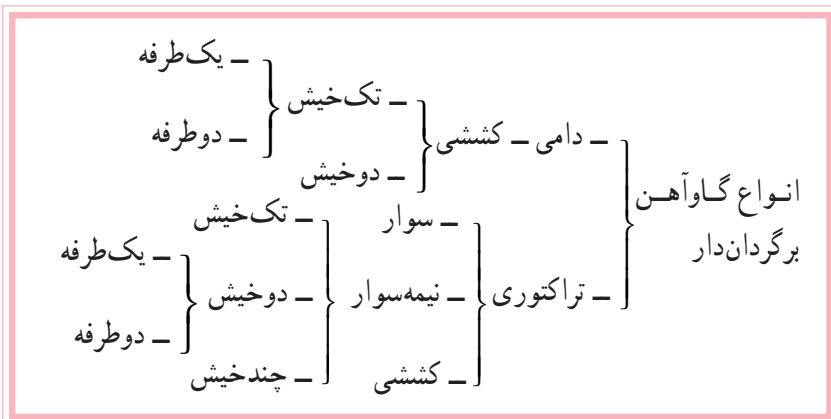 انواع گاوآهن
برگردان‌دار
ـ دامی ـ کششی
ـ تک‌خیش
ـ یک‌طرفه
ـ دوطرفه
ـ دوخیش
ـ تراکتوری
ـ سوار
ـ نیمه‌سوار
ـ کششی
ـ تک‌خیش
ـ دوخیش
ـ چندخیش
ـ یک‌طرفه
ـ دوطرفه